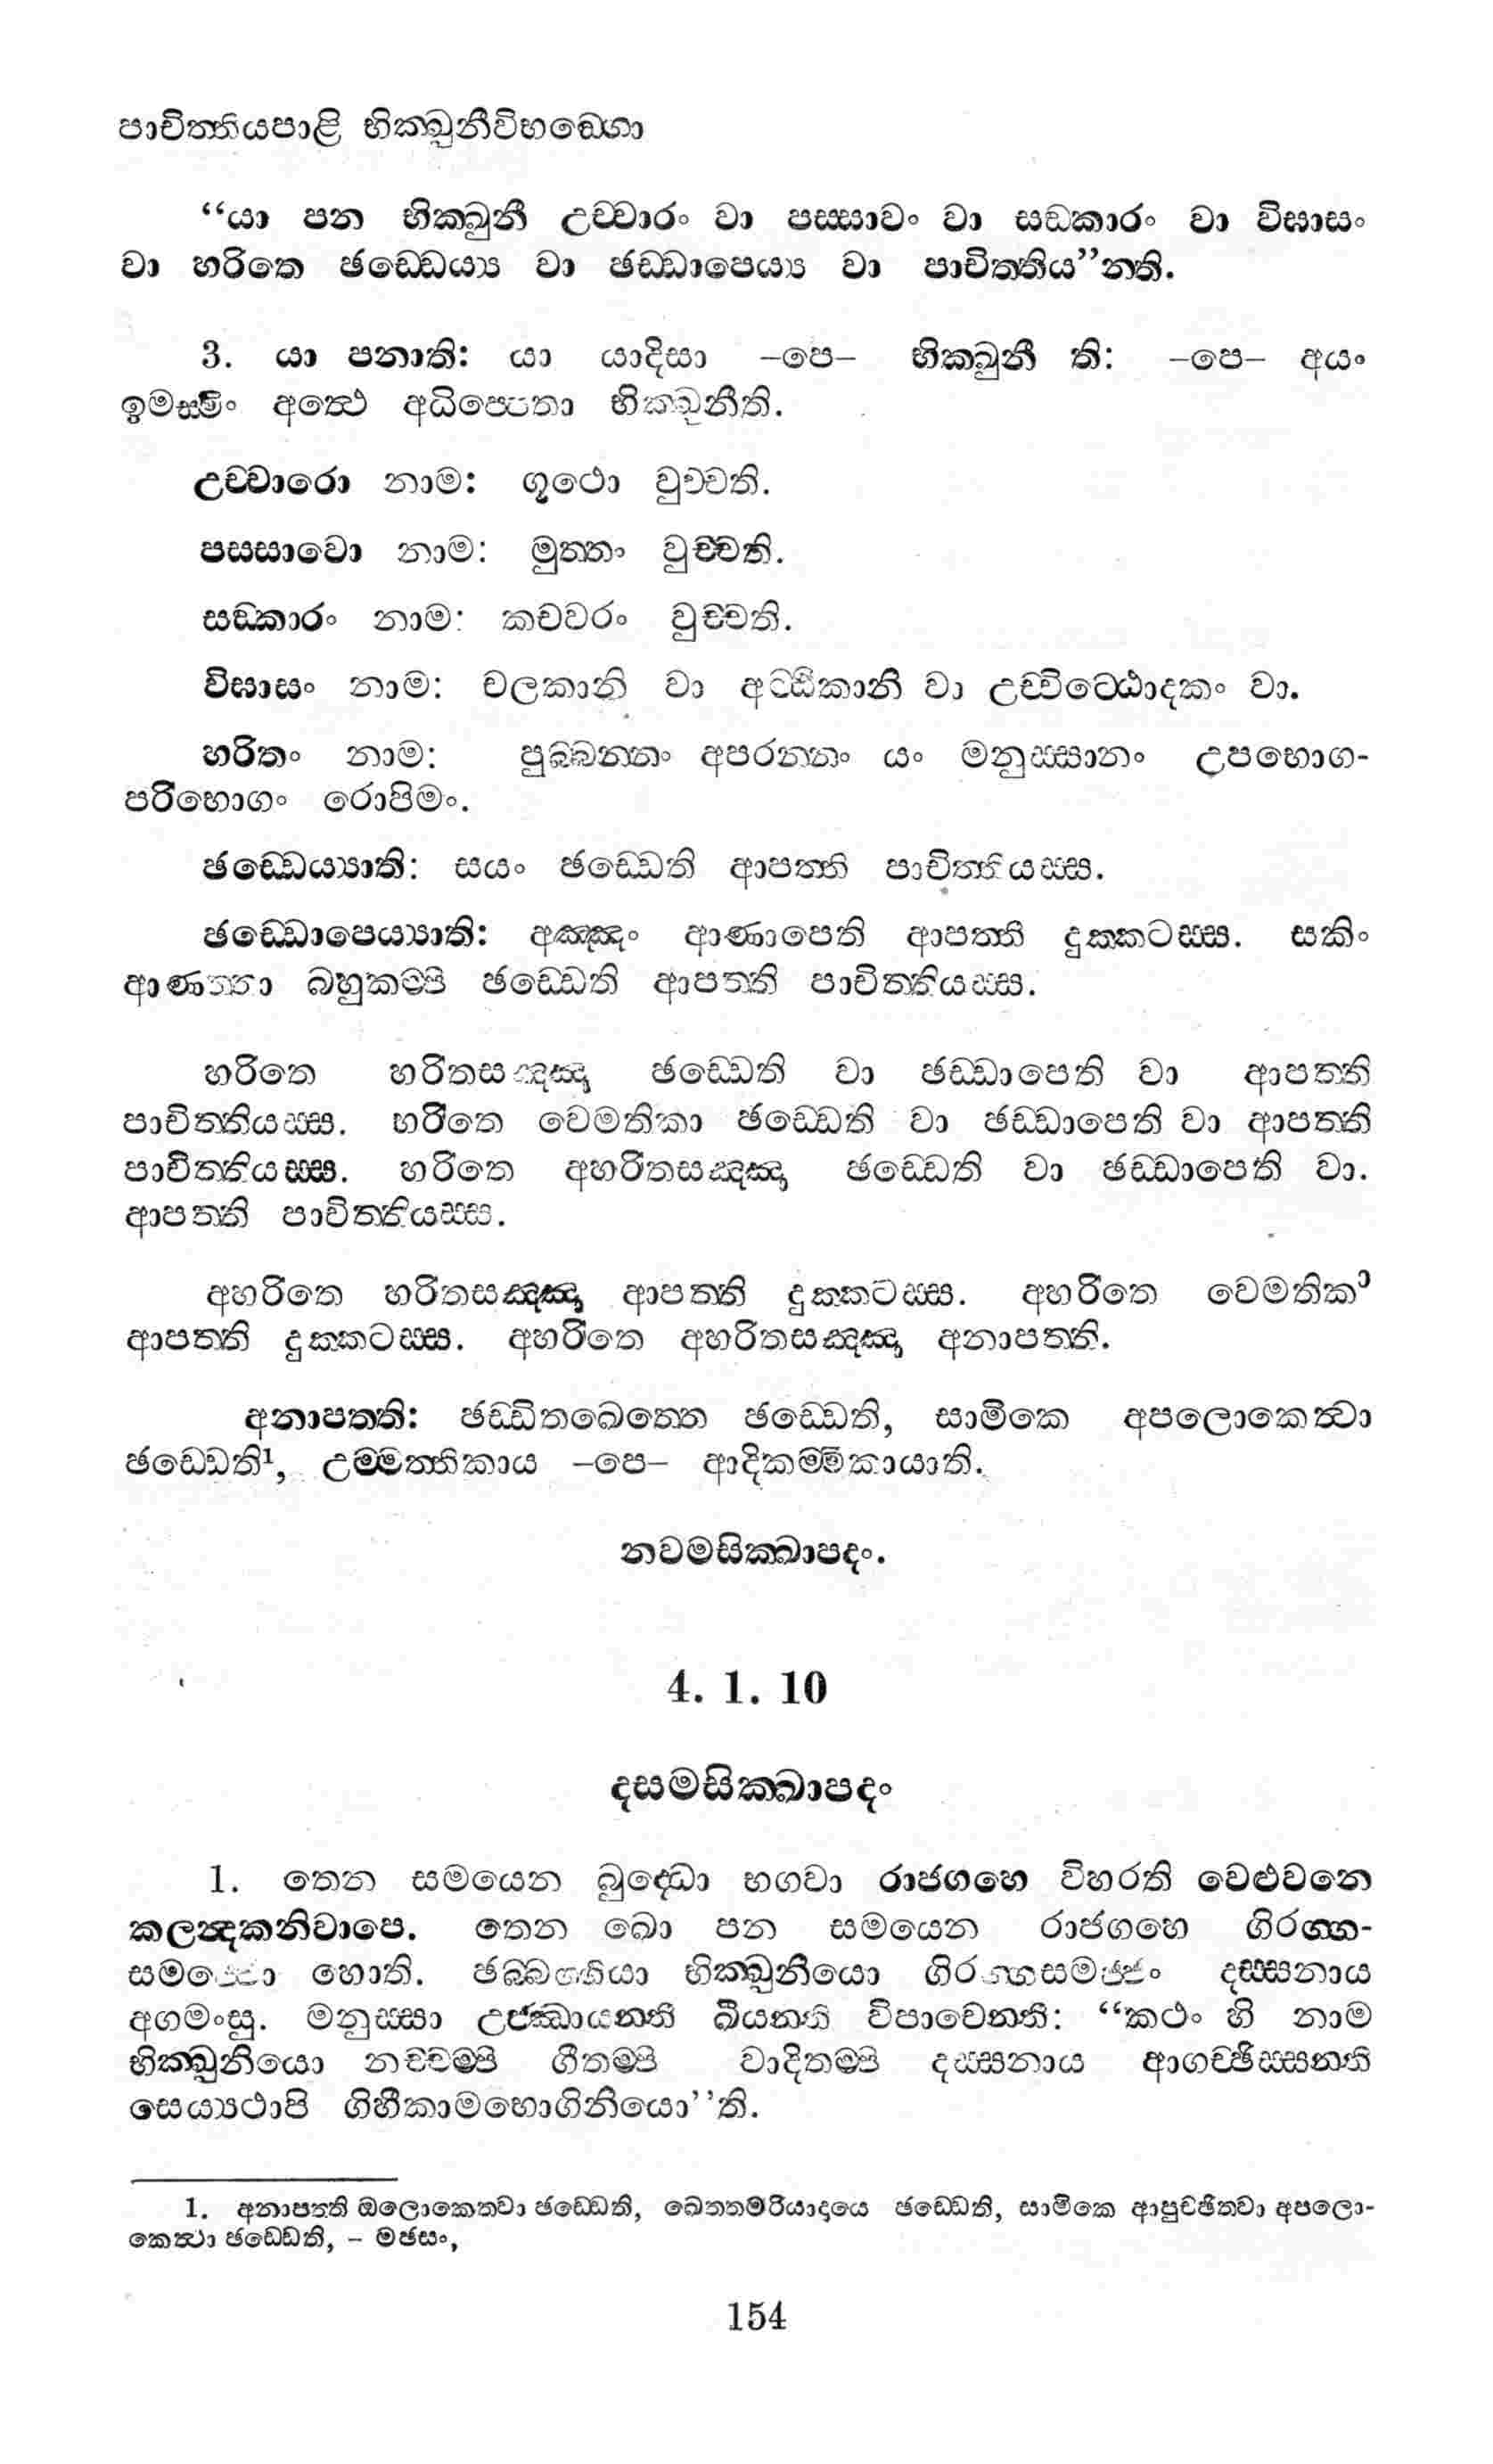 පාචිත්තියපාළි භික්ඛුනීවිභඞ්ගො
“යා පන භික්ඛුනී උච්චාරං වා පස්සාවං වා සඞ්කාරං වා විඝාසං
වා හරිතෙ ඡඩ්ඩෙය්‍ය වා ඡඩ්ඩාපෙය්‍ය වා පාචිත්තිය”න්ති.
3. යා පනාති: යා යාදිසා –පෙ– භික්ඛුනී ති: –පෙ– අයං
ඉමස්මිං අත්ථෙ අධිප්පෙතා භික්ඛුනීති.
උච්චාරො නාම: ගූථො වුච්චති.
පස්සාවො නාම: මුත්තං වුච්චති.
සඞ්කාරං නාම: කචවරං වුච්චති.
විඝාසං නාම: චලකානි වා අට්ඨිකානි වා උච්ඡිට්ඨොදකං වා.
හරිතං නාම: පුබ්බන්නං අපරන්නං යං මනුස්සානං උපභොග-
පරිභොගං රොපිමං.
ඡඩ්ඩෙය්‍යාති: සයං ඡඩ්ඩෙති ආපත්ති පාචිත්තියස්ස.
ඡඩ්ඩොපෙය්‍යාති: අඤ්ඤං ආණාපෙති ආපත්ති දුක්කටස්ස. සකිං
ආණත්තා බහුකම්පි ඡඩ්ඩෙති ආපත්ති පාචිත්තියස්ස.
හරිතෙ හරිතසඤ්ඤා ඡඩ්ඩෙති වා ඡඩ්ඩාපෙති වා ආපත්ති
පාචිත්තියස්ස. හරිතෙ වෙමතිකා ඡඩ්ඩෙති වා ඡඩ්ඩාපෙති වා ආපත්ති
පාචිත්තියස්ස. හරිතෙ අහරිතසඤ්ඤා ඡඩ්ඩෙති වා ඡඩ්ඩාපෙති වා.
ආපත්ති පාචිත්තියස්ස.
අහරිතෙ හරිතසඤ්ඤා ආපත්ති දුක්කටස්ස. අහරිතෙ වෙමතිකා
ආපත්ති දුක්කටස්ස. අහරිතෙ අහරිතසඤ්ඤා අනාපත්ති.
අනාපත්ති: ඡඩ්ඩිතඛෙත්තෙ ඡඩ්ඩෙති, සාමිකෙ අපලොකෙත්වා
ඡඩ්ඩෙති¹, උම්මත්තිකාය –පෙ– ආදිකම්මිකායාති.
නවමසික්ඛාපදං.
4. 1. 10
දසමසික්ඛාපදං
1. තෙන සමයෙන බුද්ධො භගවා රාජගහෙ විහරති වෙළුවනෙ
කලන්දකනිවාපෙ. තෙන ඛො පන සමයෙන රාජගහෙ ගිරග්ග-
සමජ්ජො හොති. ඡබ්බග්ගියා භික්ඛුනියො ගිරග්ගසමජ්ජං දස්සනාය
අගමංසු. මනුස්සා උජ්ඣායන්ති ඛීයන්ති විපාචෙන්ති: “කථං හි නාම
භික්ඛුනියො නච්චම්පි ගීතම්පි වාදිතම්පි දස්සනාය ආගච්ඡිස්සන්ති
සෙය්‍යථාපි ගිහීකාමභොගිනියො’’ති.
1. අනාපත්ති ඔලොකෙත්වා ඡඩ්ඩෙති, ඛෙත්තමරියාදායෙ ඡඩ්ඩෙති, සාමිකෙ ආපුච්ඡිත්වා අපලො-
කෙත්වා ඡඩ්ඩෙති, – මඡසං,
154